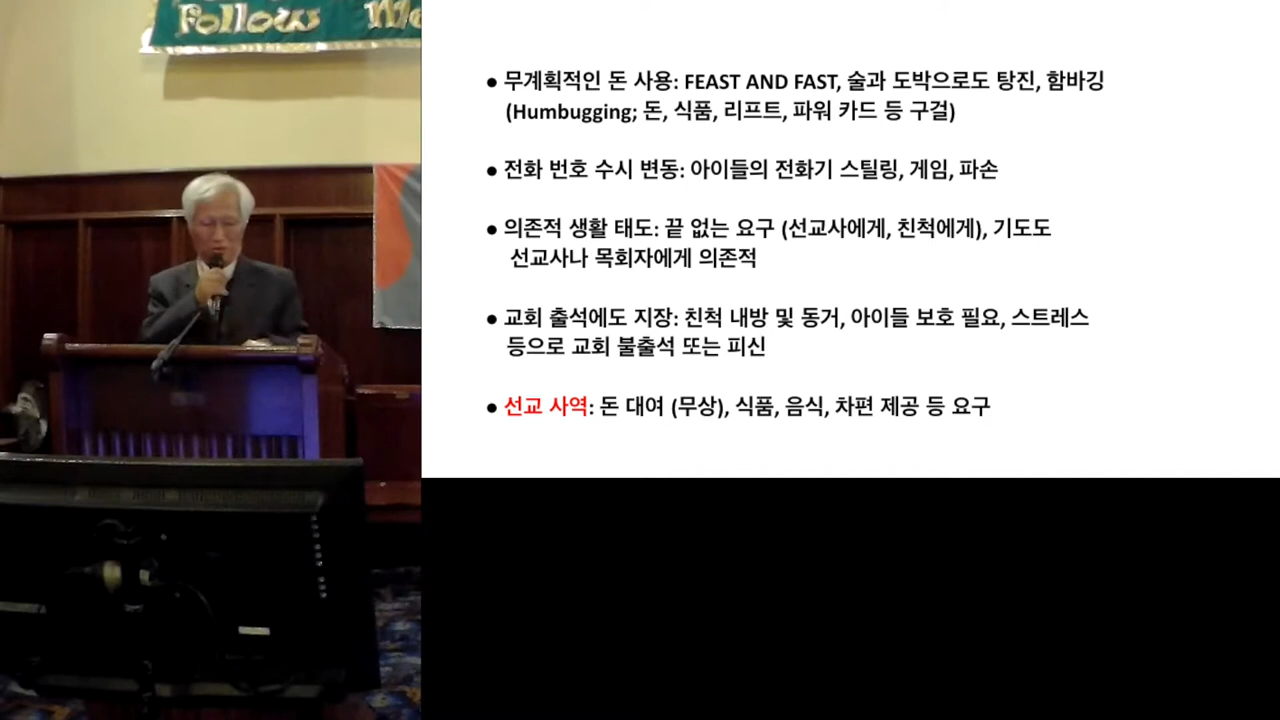 Follow Me
● 무계획적인 돈 사용: FEAST AND FAST, 술과 도박으로도 탕진, 함바깅
(Humbugging; 돈, 식품, 리프트, 파워 카드 등 구걸)
● 전화 번호 수시 변동: 아이들의 전화기 스틸링, 게임, 파손
● 의존적 생활 태도: 끝 없는 요구 (선교사에게, 친척에게), 기도도
선교사나 목회자에게 의존적
● 교회 출석에도 지장: 친척 내방 및 동거, 아이들 보호 필요, 스트레스
등으로 교회 불출석 또는 피신
● 선교 사역: 돈 대여 (무상), 식품, 음식, 차편 제공 등 요구